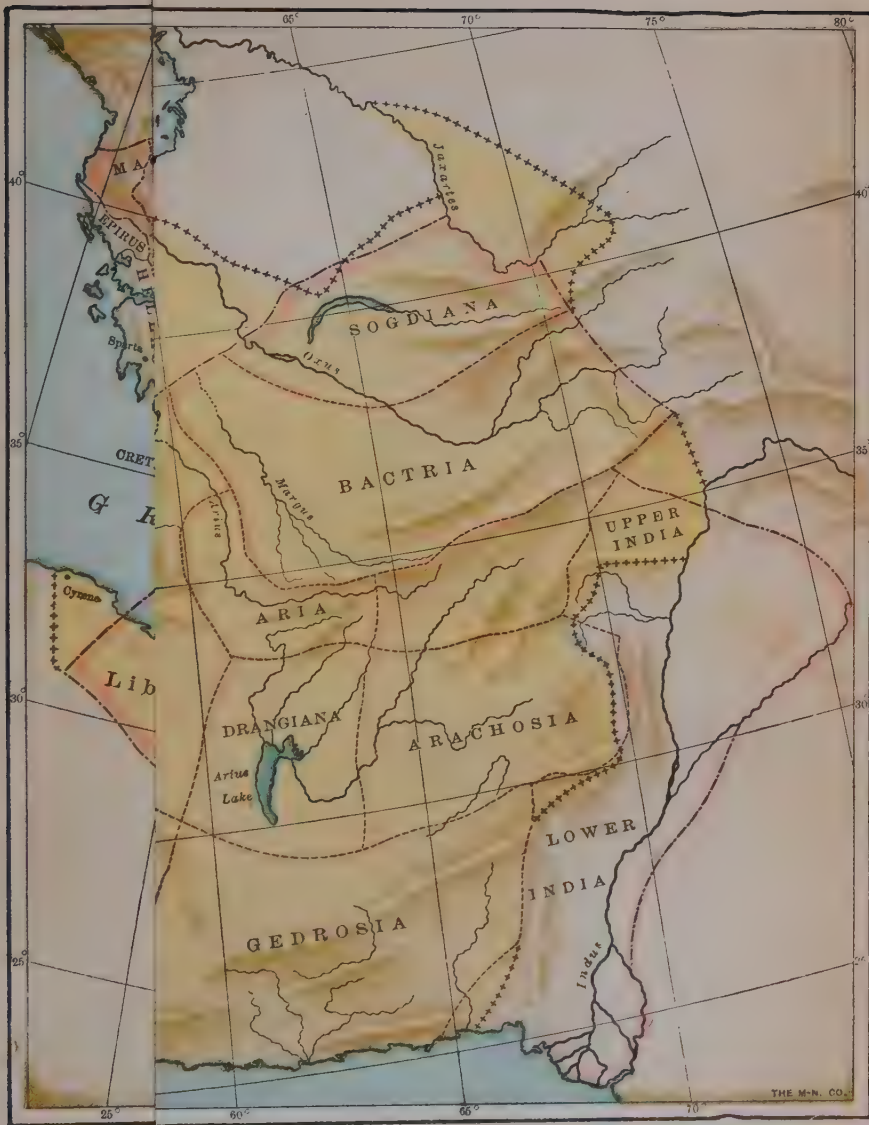 65°
70°
75°
80°
40°
MA
EPIRUS
Sparta
Jaxartes
40°
SOGDIANA
Oxus
35°
CRET
G
BACTRIA
Margus
Arius
35°
UPPER
INDIA
Cyrene
ARIA
Lib
30°
DRANGIANA
ARACHOSIA
Arius
Lake
30°
LOWER
INDIA
GEDROSIA
25°
Indus
25°
60°
65°
70°
THE M-N. CO.